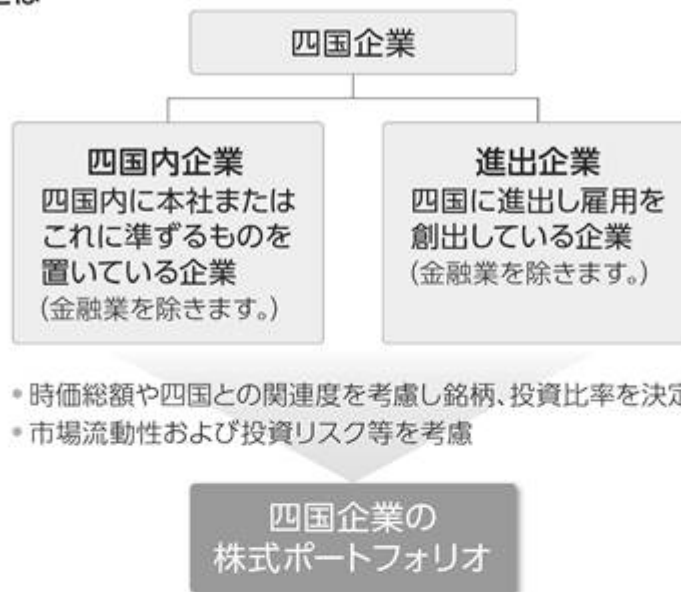 四国企業
四国内企業
四国内に本社または
これに準ずるものを
置いている企業
(金融業を除きます。)
進出企業
四国に進出し雇用を
創出している企業
(金融業を除きます。)
•時価総額や四国との関連度を考慮し銘柄、投資比率を決定
•市場流動性および投資リスク等を考慮
四国企業の
株式ポートフォリオ